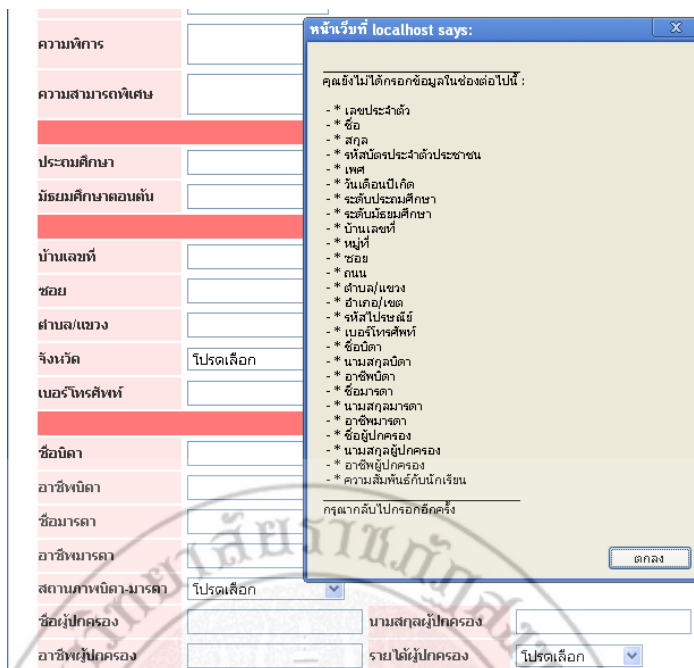 ความพิการ
ความสามารถพิเศษ
ประถมศึกษา
มัธยมศึกษาตอนต้น
บ้านเลขที่
ซอย
ตำบล/แขวง
จังหวัด โปรดเลือก
เบอร์โทรศัพท์
ชื่อบิดา
อาชีพบิดา
ชื่อมารดา
อาชีพมารดา
สถานภาพบิดา-มารดา โปรดเลือก
ชื่อผู้ปกครอง นามสกุลผู้ปกครอง
อาชีพผู้ปกครอง รายได้ผู้ปกครอง โปรดเลือก
หน้าเว็บที่ localhost says:
คุณยังไม่ได้กรอกข้อมูลในช่องต่อไปนี้ :
- * เลขประจำตัว
- * ชื่อ
- * สกุล
- * รหัสบัตรประจำตัวประชาชน
- * เพศ
- * วันเดือนปีเกิด
- * ระดับประถมศึกษา
- * ระดับมัธยมศึกษา
- * บ้านเลขที่
- * หมู่ที่
- * ซอย
- * ถนน
- * ตำบล/แขวง
- * อำเภอ/เขต
- * รหัสไปรษณีย์
- * เบอร์โทรศัพท์
- * ชื่อบิดา
- * นามสกุลบิดา
- * อาชีพบิดา
- * ชื่อมารดา
- * นามสกุลมารดา
- * อาชีพมารดา
- * ชื่อผู้ปกครอง
- * นามสกุลผู้ปกครอง
- * อาชีพผู้ปกครอง
- * ความสัมพันธ์กับนักเรียน
กรุณากลับไปกรอกอีกครั้ง
ตกลง